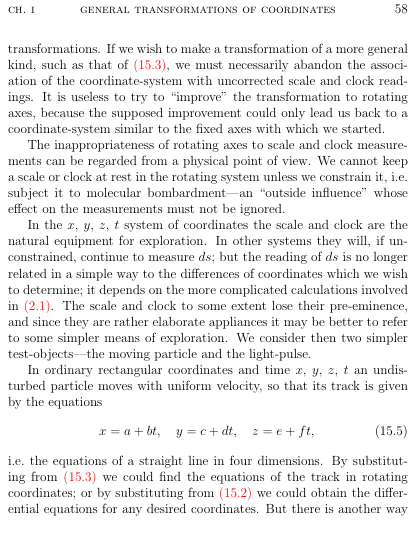 CH. I GENERAL TRANSFORMATIONS OF COORDINATES 58
transformations. If we wish to make a transformation of a more general
kind, such as that of (15.3), we must necessarily abandon the associ-
ation of the coordinate-system with uncorrected scale and clock read-
ings. It is useless to try to “improve” the transformation to rotating
axes, because the supposed improvement could only lead us back to a
coordinate-system similar to the fixed axes with which we started.
The inappropriateness of rotating axes to scale and clock measure-
ments can be regarded from a physical point of view. We cannot keep
a scale or clock at rest in the rotating system unless we constrain it, i.e.
subject it to molecular bombardment—an “outside influence” whose
effect on the measurements must not be ignored.
In the x, y, z, t system of coordinates the scale and clock are the
natural equipment for exploration. In other systems they will, if un-
constrained, continue to measure ds; but the reading of ds is no longer
related in a simple way to the differences of coordinates which we wish
to determine; it depends on the more complicated calculations involved
in (2.1). The scale and clock to some extent lose their pre-eminence,
and since they are rather elaborate appliances it may be better to refer
to some simpler means of exploration. We consider then two simpler
test-objects—the moving particle and the light-pulse.
In ordinary rectangular coordinates and time x, y, z, t an undis-
turbed particle moves with uniform velocity, so that its track is given
by the equations
x = a + bt, y = c + dt, z = e + ft, (15.5)
i.e. the equations of a straight line in four dimensions. By substitut-
ing from (15.3) we could find the equations of the track in rotating
coordinates; or by substituting from (15.2) we could obtain the differ-
ential equations for any desired coordinates. But there is another way